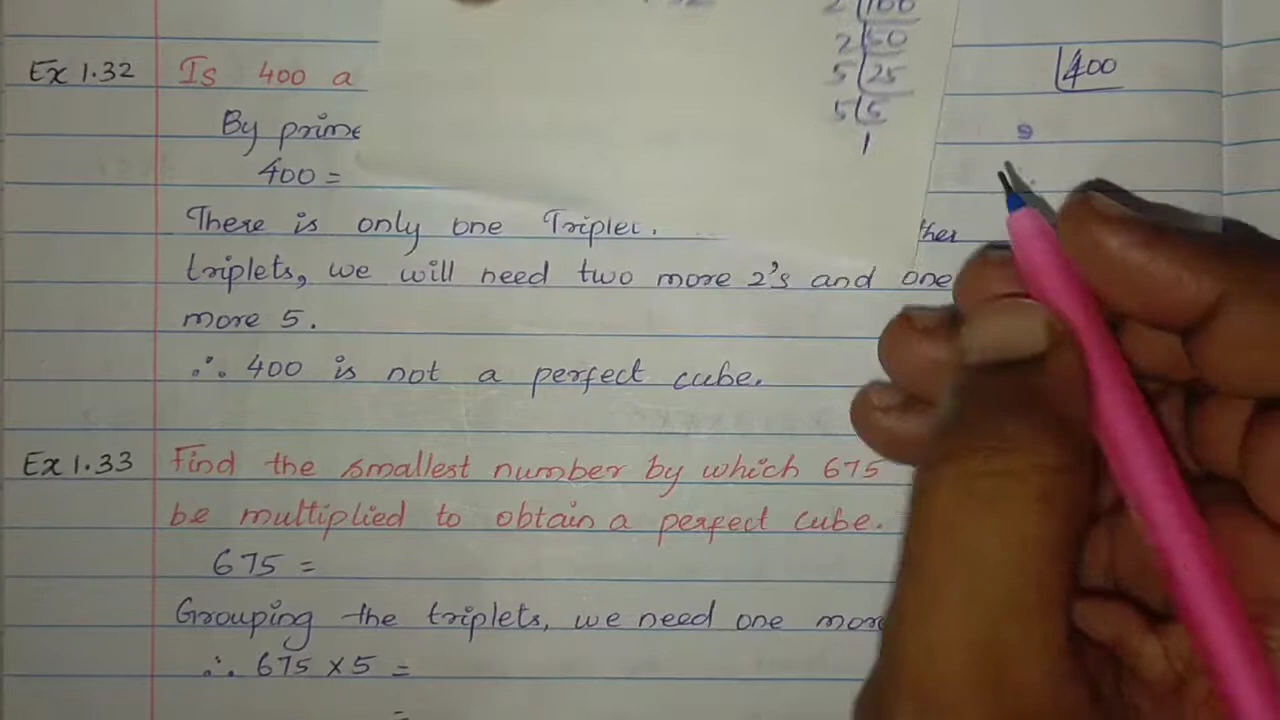 2 | 100
2 | 50
5 | 25
5 | 5
1
400
Ex 1.32 Is 400 a
By prime
400 =
There is only one Triplet. ther
triplets, we will need two more 2's and one
more 5.
∴ 400 is not a perfect cube.
Ex 1.33 Find the smallest number by which 675
be multiplied to obtain a perfect cube.
675 =
Grouping the triplets, we need one more
∴ 675 x 5 =
=